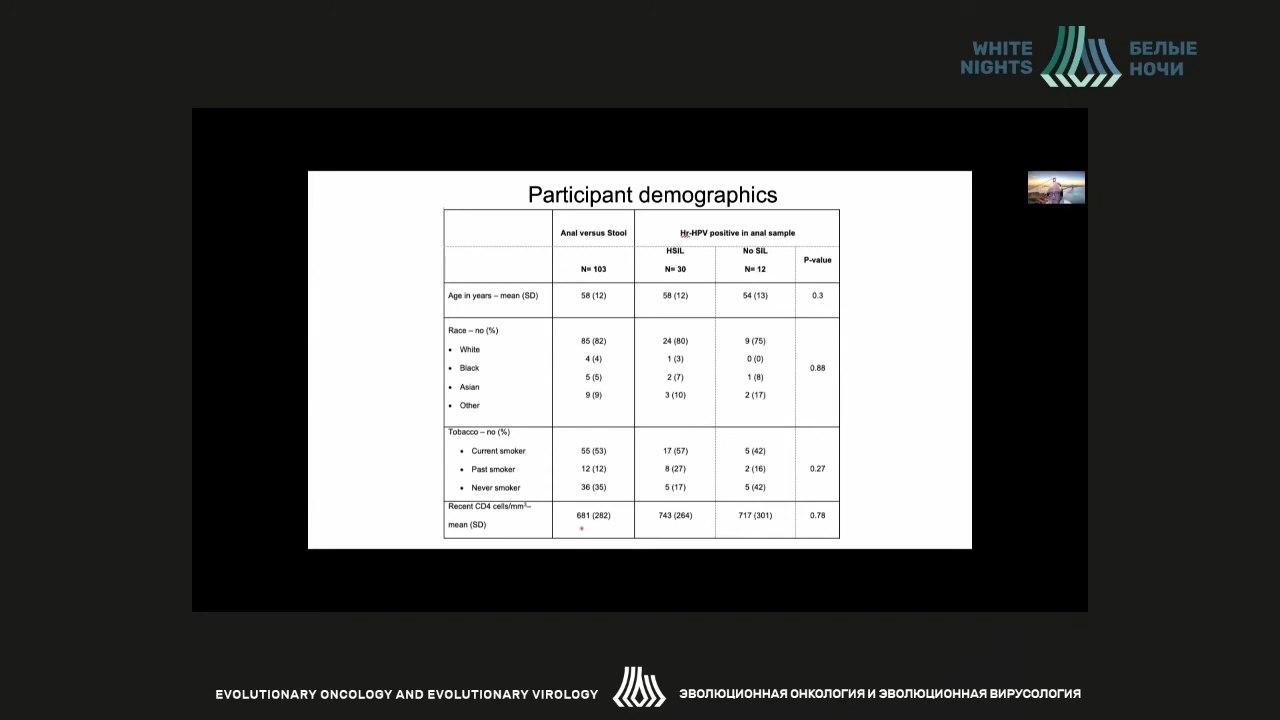 WHITE
NIGHTS
БЕЛЫЕ
НОЧИ
Participant demographics
Anal versus Stool
Hr-HPV positive in anal sample
N= 103
HSIL
N= 30
No SIL
N= 12
P-value
Age in years – mean (SD)
58 (12)
58 (12)
54 (13)
0.3
Race – no (%)
• White
• Black
• Asian
• Other
85 (82)
4 (4)
5 (5)
9 (9)
24 (80)
1 (3)
2 (7)
3 (10)
9 (75)
0 (0)
1 (8)
2 (17)
0.88
Tobacco – no (%)
• Current smoker
• Past smoker
• Never smoker
55 (53)
12 (12)
36 (35)
17 (57)
8 (27)
5 (17)
5 (42)
2 (16)
5 (42)
0.27
Recent CD4 cells/mm³–
mean (SD)
681 (282)
743 (264)
717 (301)
0.78
EVOLUTIONARY ONCOLOGY AND EVOLUTIONARY VIROLOGY
ЭВОЛЮЦИОННАЯ ОНКОЛОГИЯ И ЭВОЛЮЦИОННАЯ ВИРУСОЛОГИЯ